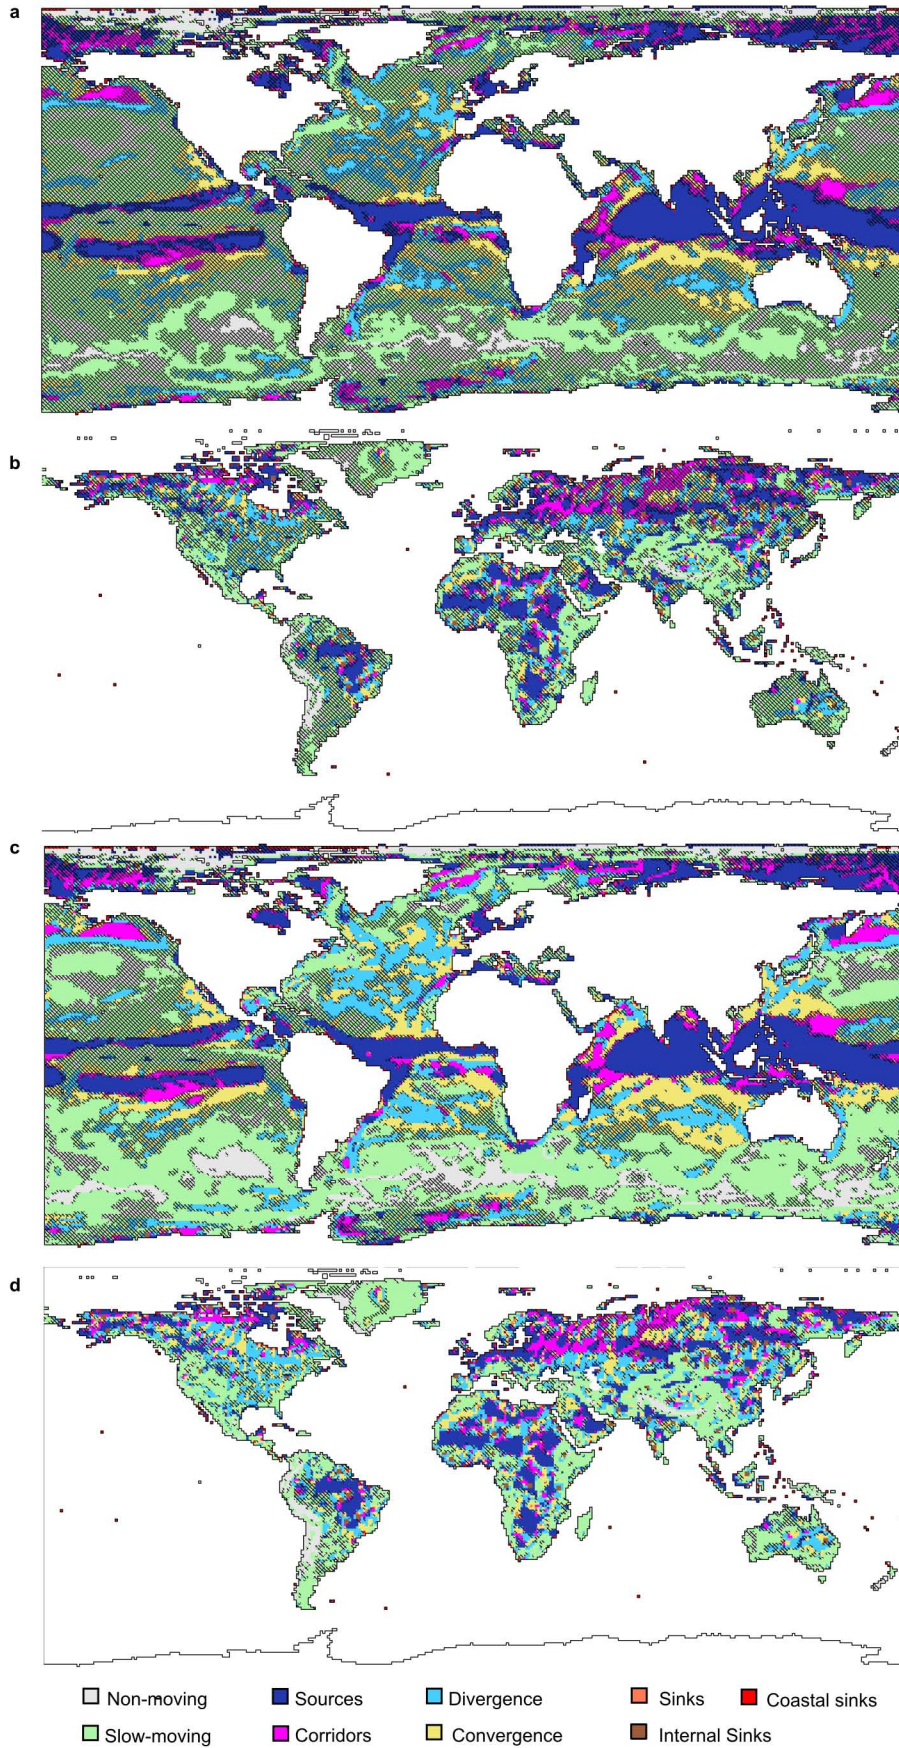 a
b
c
d
Non-moving Sources Divergence Sinks Coastal sinks
Slow-moving Corridors Convergence Internal Sinks